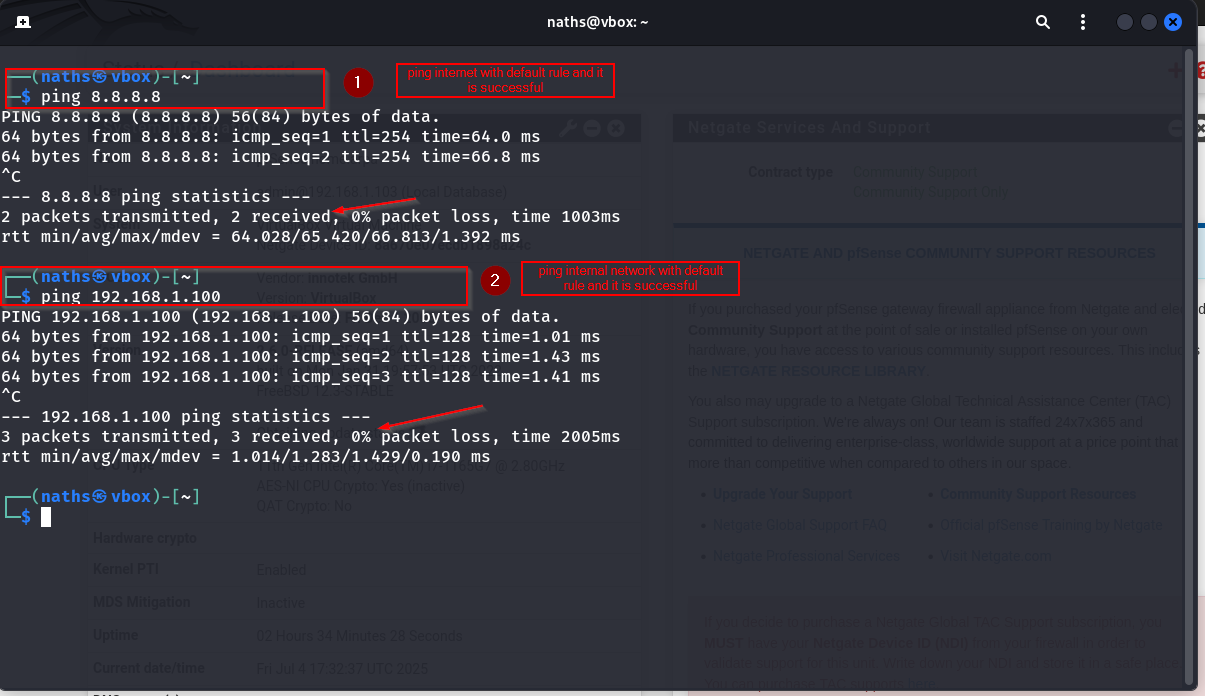 naths@vbox: ~
┌──(naths㉿vbox)-[~]
└─$ ping 8.8.8.8
1
ping internet with default rule and it
is successful
PING 8.8.8.8 (8.8.8.8) 56(84) bytes of data.
64 bytes from 8.8.8.8: icmp_seq=1 ttl=254 time=64.0 ms
64 bytes from 8.8.8.8: icmp_seq=2 ttl=254 time=66.8 ms
^C
--- 8.8.8.8 ping statistics ---
2 packets transmitted, 2 received, 0% packet loss, time 1003ms
rtt min/avg/max/mdev = 64.028/65.420/66.813/1.392 ms
┌──(naths㉿vbox)-[~]
└─$ ping 192.168.1.100
2
ping internal network with default
rule and it is successful
PING 192.168.1.100 (192.168.1.100) 56(84) bytes of data.
64 bytes from 192.168.1.100: icmp_seq=1 ttl=128 time=1.01 ms
64 bytes from 192.168.1.100: icmp_seq=2 ttl=128 time=1.43 ms
64 bytes from 192.168.1.100: icmp_seq=3 ttl=128 time=1.41 ms
^C
--- 192.168.1.100 ping statistics ---
3 packets transmitted, 3 received, 0% packet loss, time 2005ms
rtt min/avg/max/mdev = 1.014/1.283/1.429/0.190 ms
┌──(naths㉿vbox)-[~]
└─$
Vendor: Innotek GmbH
Version: VirtualBox
AES-NI CPU Crypto: Yes (inactive)
QAT Crypto: No
Hardware crypto
Kernel PTI Enabled
MDS Mitigation Inactive
Uptime 02 Hours 34 Minutes 28 Seconds
Current date/time Fri Jul 4 17:32:37 UTC 2025
Netgate Services And Support
Contract type Community Support
Community Support Only
NETGATE AND pfSense COMMUNITY SUPPORT RESOURCES
If you purchased your pfSense gateway firewall appliance from Netgate and elected
Community Support at the point of sale or installed pfSense on your own
hardware, you have access to various community support resources. This includes
the NETGATE RESOURCE LIBRARY.
You also may upgrade to a Netgate Global Technical Assistance Center (TAC)
Support subscription. We're always on! Our team is staffed 24x7x365 and
committed to delivering enterprise-class, worldwide support at a price point that is
more than competitive when compared to others in our space.
Upgrade Your Support
Community Support Resources
Netgate Global Support FAQ
Official pfSense Training by Netgate
Netgate Professional Services
Visit Netgate.com
If you decide to purchase a Netgate Global TAC Support subscription, you
MUST have your Netgate Device ID (NDI) from your firewall in order to
validate support for this unit. Write down your NDI and store it in a safe place.
You can purchase TAC supports here.